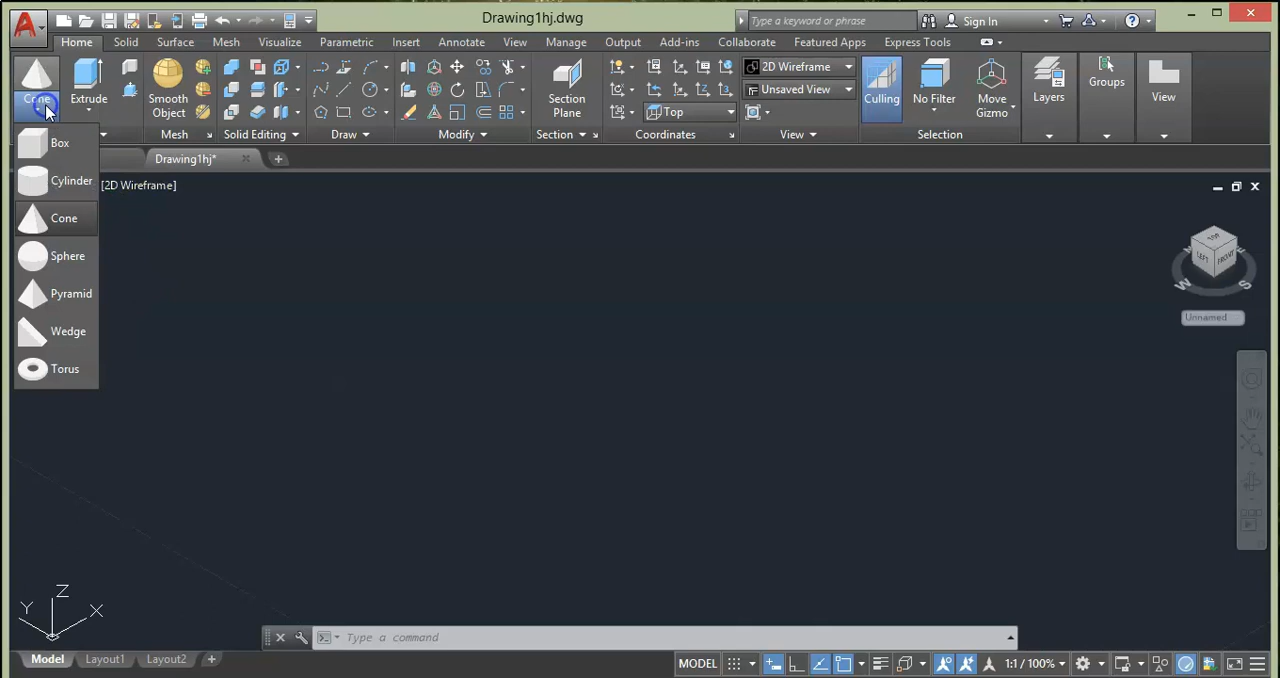 Drawing1hj.dwg
Type a keyword or phrase
Sign In
Home Solid Surface Mesh Visualize Parametric Insert Annotate View Manage Output Add-ins Collaborate Featured Apps Express Tools
Cone Extrude Smooth Object Section Plane 2D Wireframe Unsaved View Top Culling No Filter Move Gizmo Layers Groups View
Mesh Solid Editing Draw Modify Section Coordinates View Selection
Drawing1hj*
[2D Wireframe]
Box
Cylinder
Cone
Sphere
Pyramid
Wedge
Torus
TOP
LEFT FRONT
W S
Unnamed
Z
Y X
Type a command
Model Layout1 Layout2
MODEL 1:1 / 100%